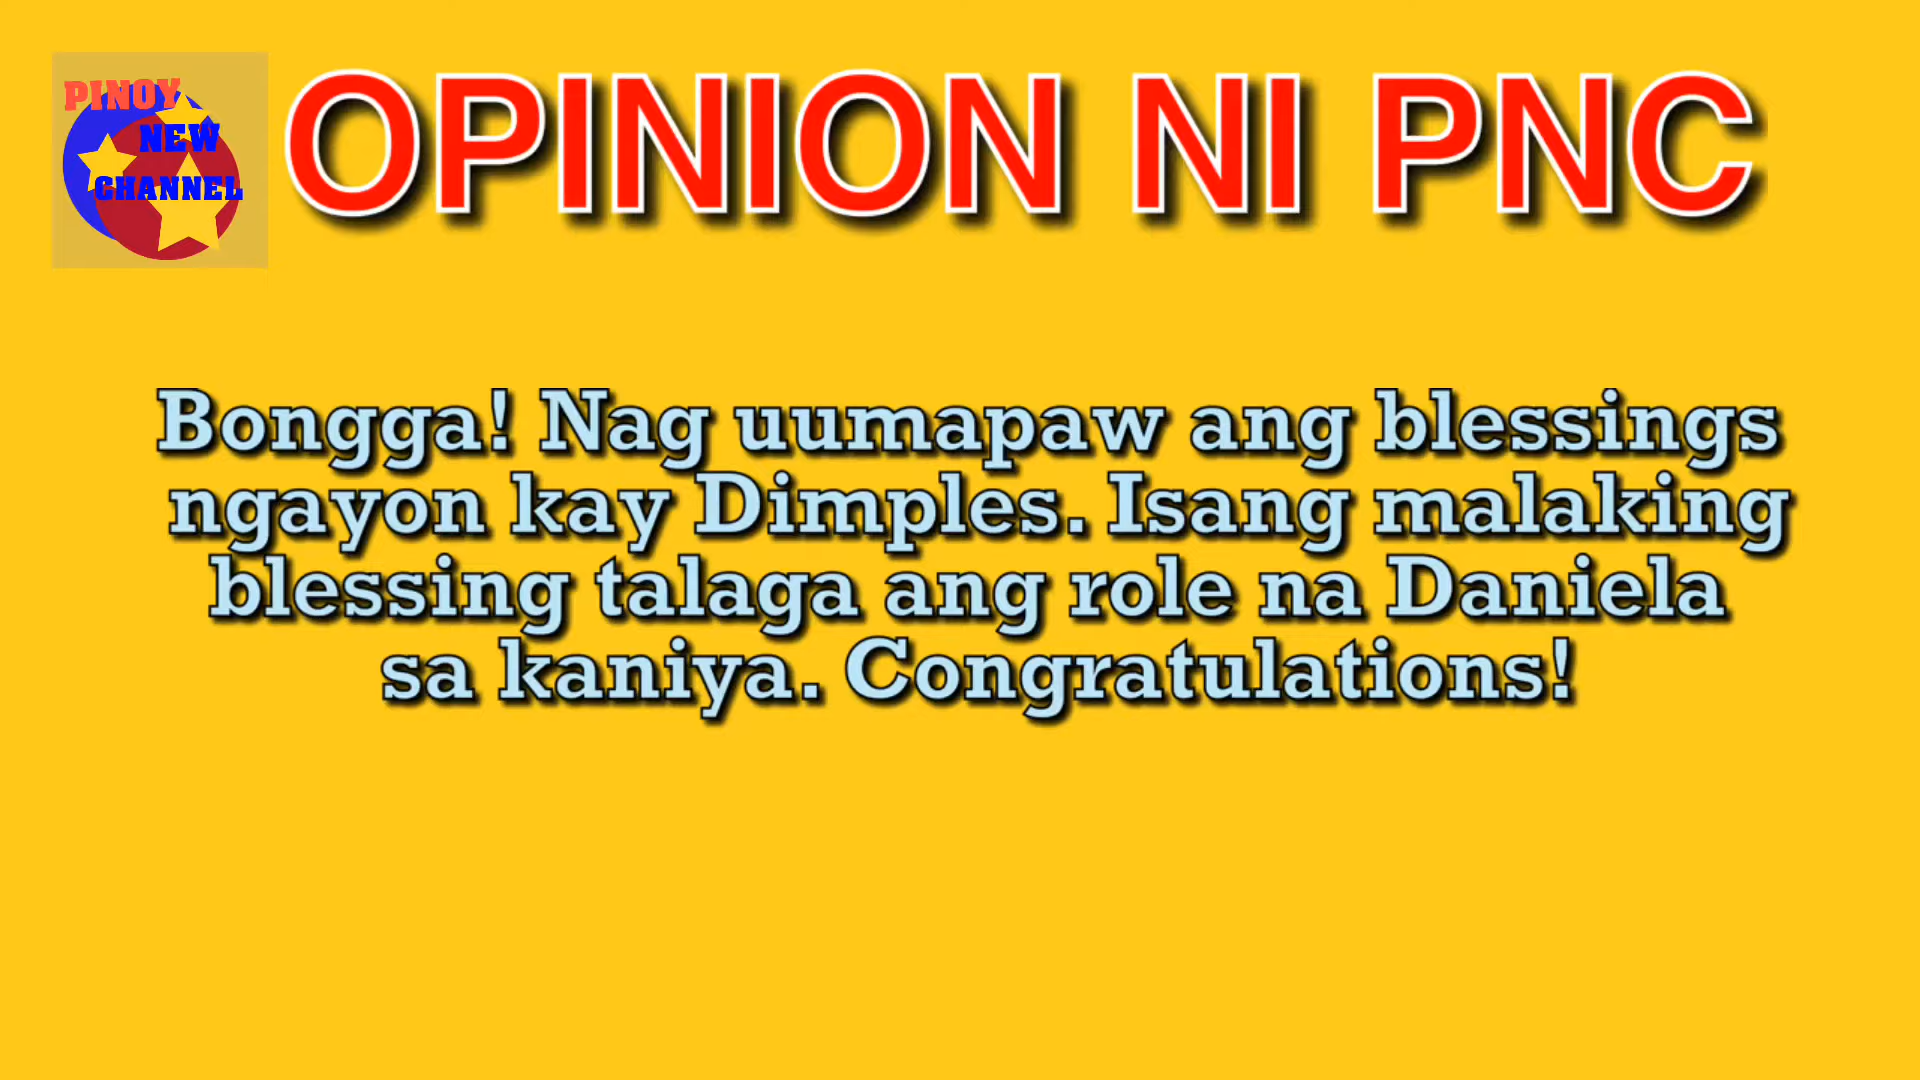 PINOY
NEW
CHANNEL
OPINION NI PNC
Bongga! Nag uumapaw ang blessings
ngayon kay Dimples. Isang malaking
blessing talaga ang role na Daniela
sa kaniya. Congratulations!